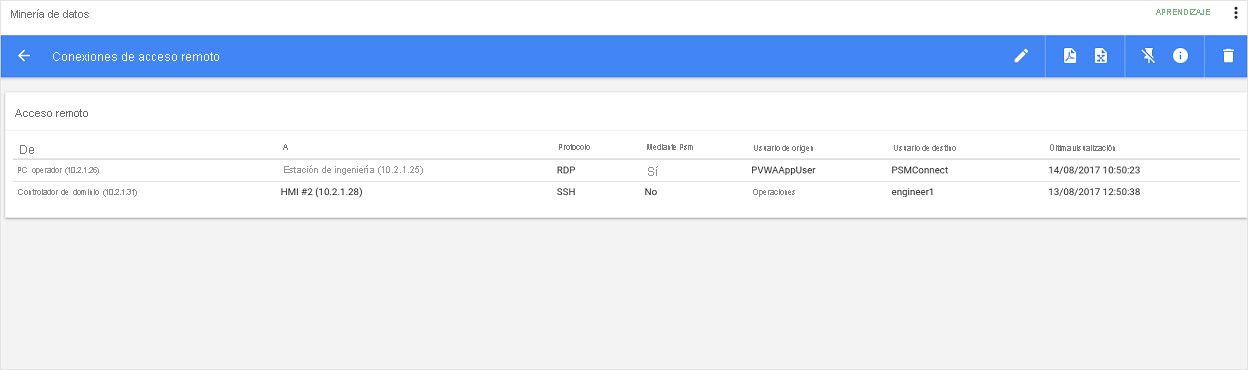 Minería de datos
APRENDIZAJE
Conexiones de acceso remoto
Acceso remoto
De A Protocolo Mediante Psm Usuario de origen Usuario de destino Última visualización
PC operador (10.2.1.26) Estación de ingeniería (10.2.1.25) RDP Sí PVWAAppUser PSMConnect 14/08/2017 10:50:23
Controlador de dominio (10.2.1.31) HMI #2 (10.2.1.28) SSH No Operaciones engineer1 13/08/2017 12:50:38